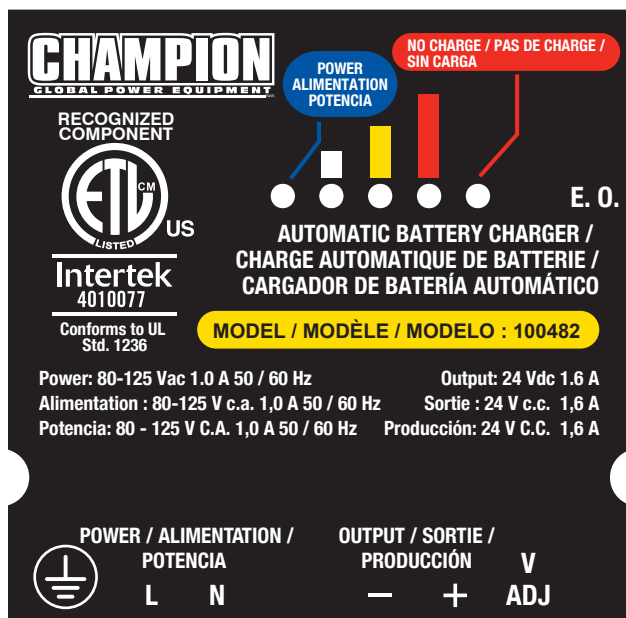 CHAMPION
GLOBAL POWER EQUIPMENT
POWER
ALIMENTATION
POTENCIA
NO CHARGE / PAS DE CHARGE /
SIN CARGA
RECOGNIZED
COMPONENT
ETL
CM
LISTED
US
Intertek
4010077
Conforms to UL
Std. 1236
E. O.
AUTOMATIC BATTERY CHARGER /
CHARGE AUTOMATIQUE DE BATTERIE /
CARGADOR DE BATERÍA AUTOMÁTICO
MODEL / MODÈLE / MODELO : 100482
Power: 80-125 Vac 1.0 A 50 / 60 Hz Output: 24 Vdc 1.6 A
Alimentation : 80-125 V c.a. 1,0 A 50 / 60 Hz Sortie : 24 V c.c. 1,6 A
Potencia: 80 - 125 V C.A. 1,0 A 50 / 60 Hz Producción: 24 V C.C. 1,6 A
POWER / ALIMENTATION /
POTENCIA
L N
OUTPUT / SORTIE /
PRODUCCIÓN
– +
V
ADJ